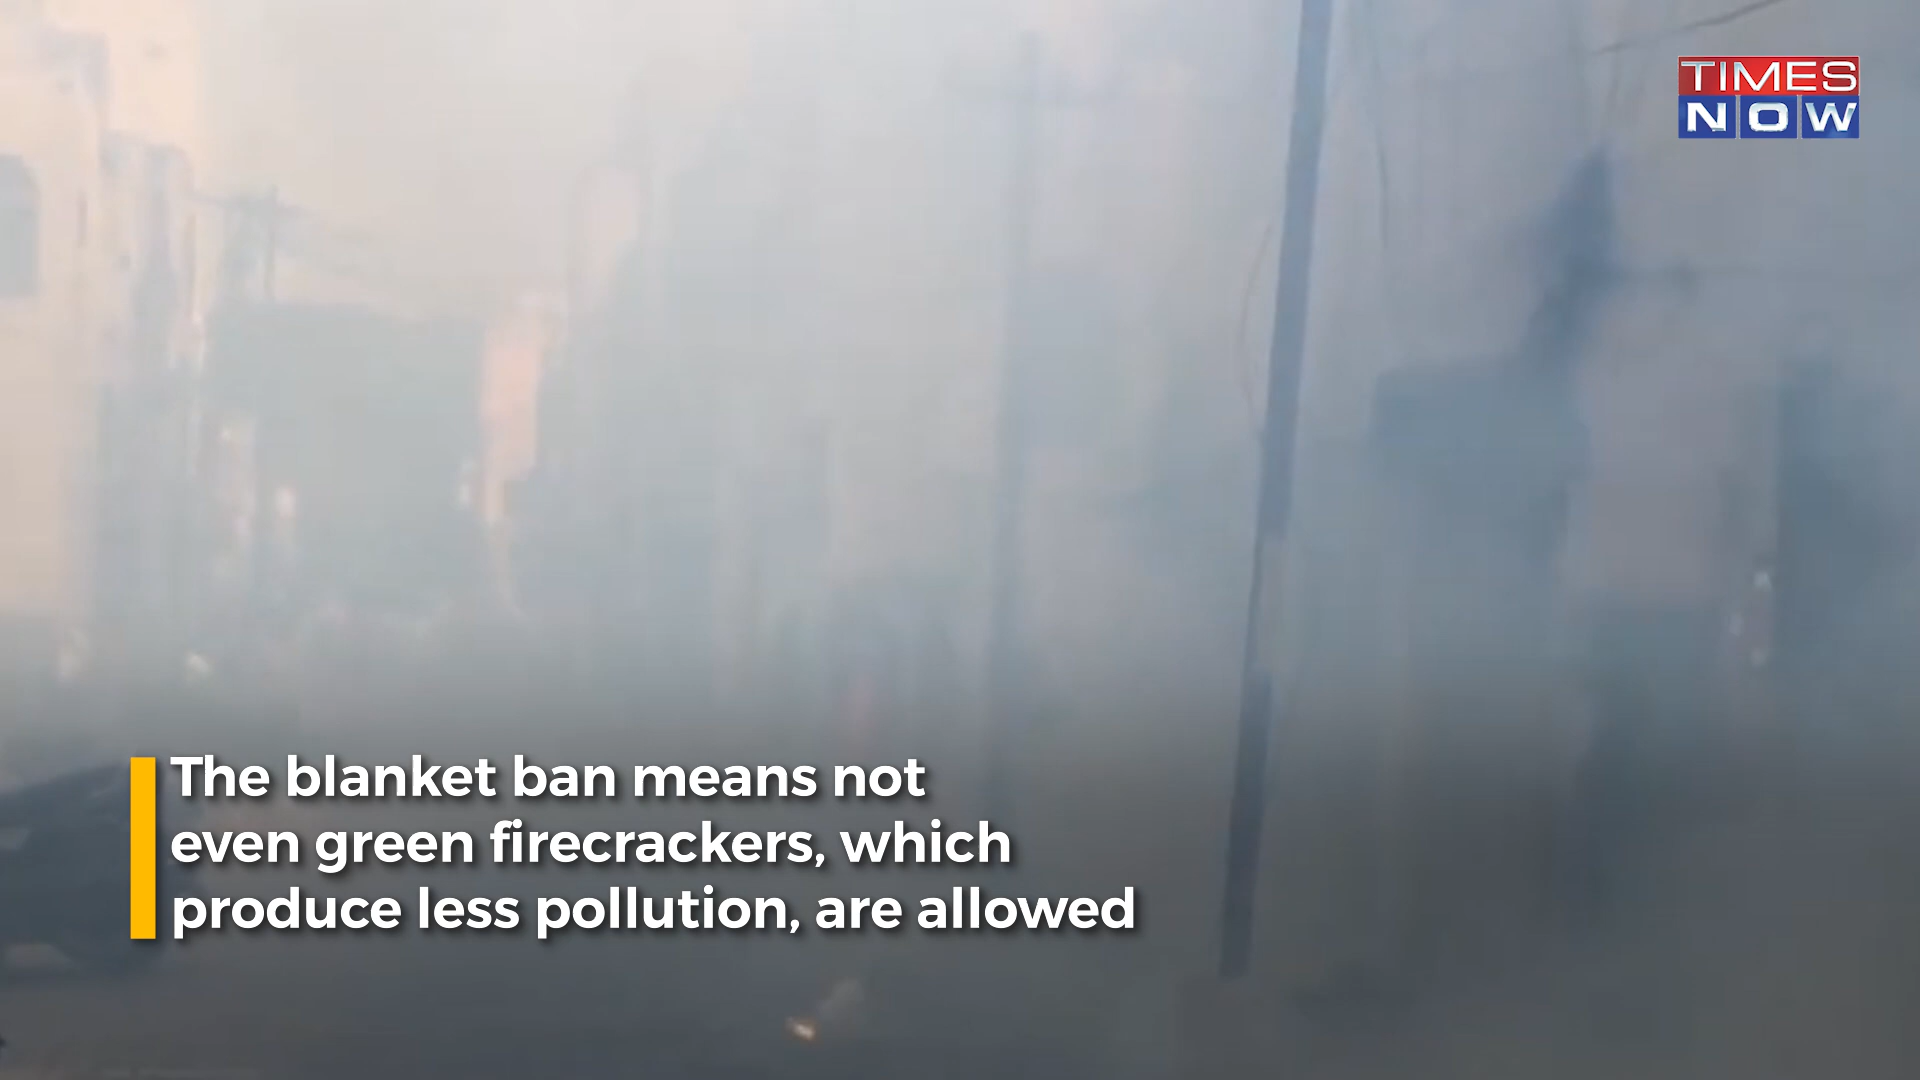 TIMES
NOW
The blanket ban means not
even green firecrackers, which
produce less pollution, are allowed